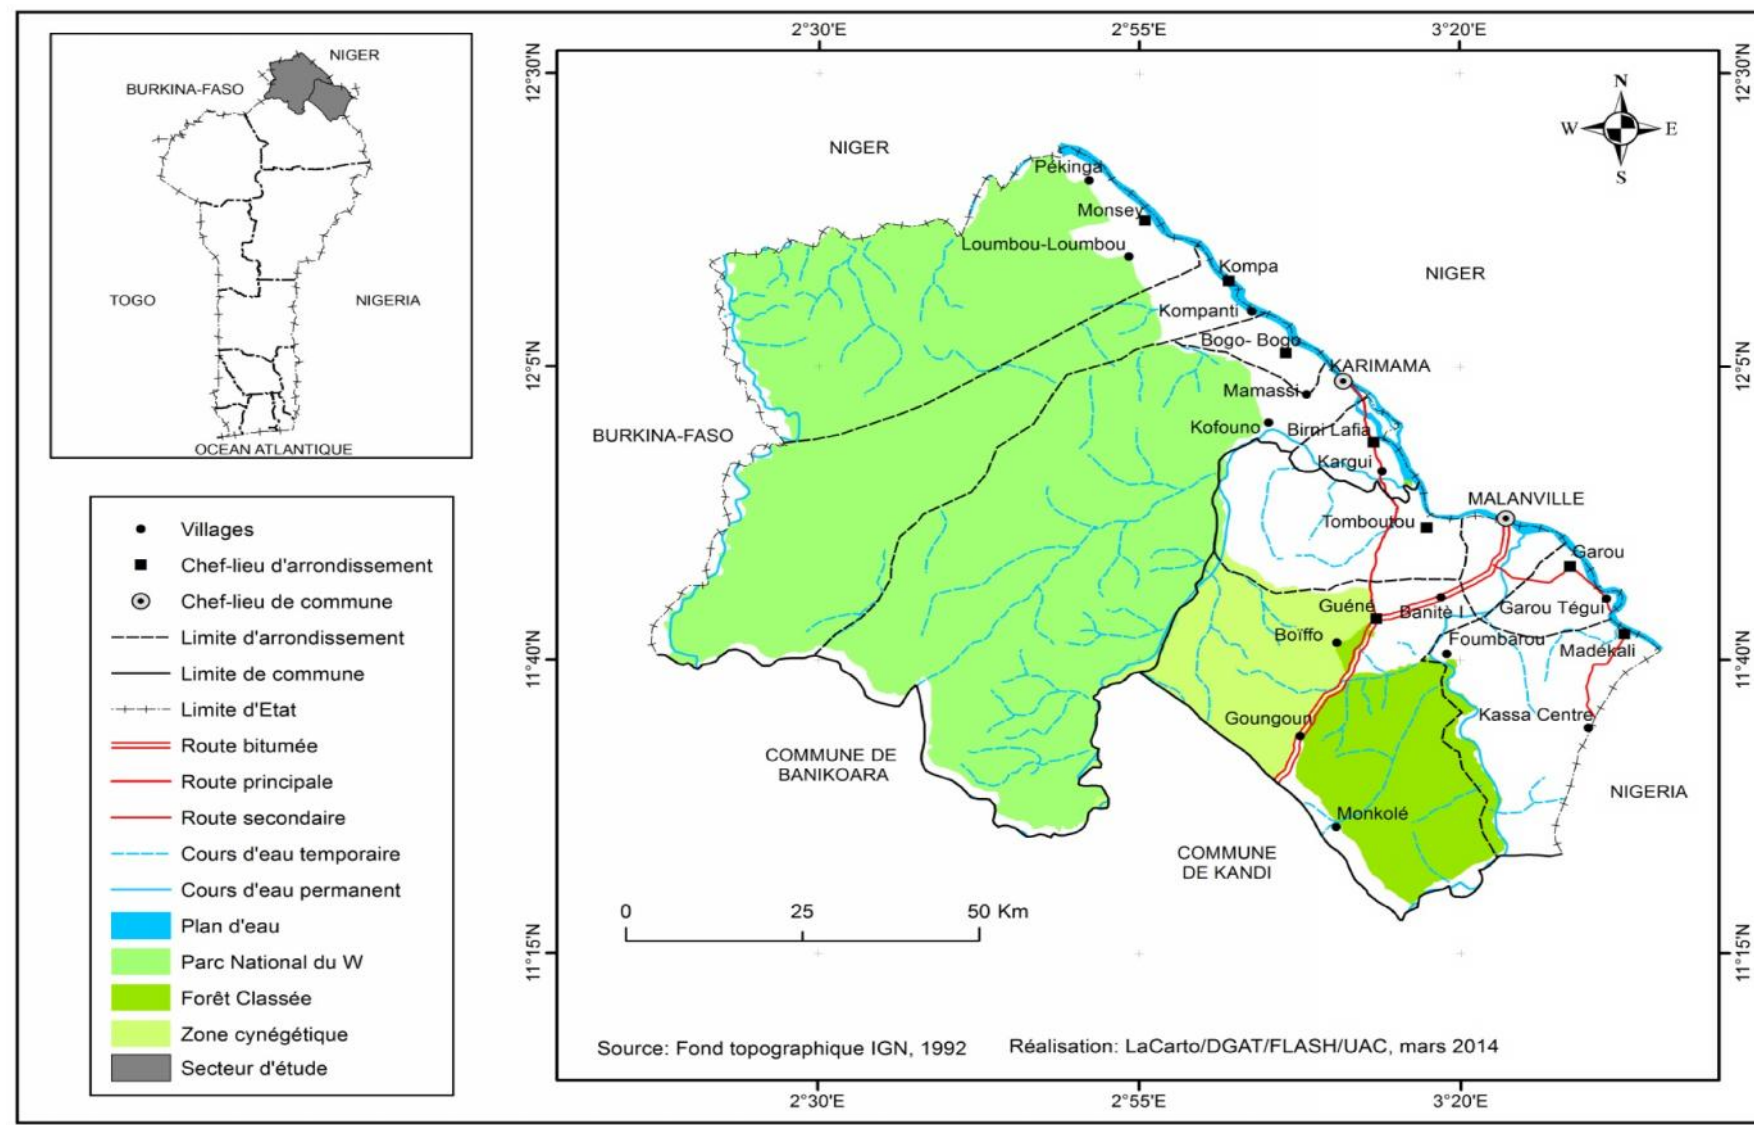 NIGER
BURKINA-FASO
TOGO
NIGERIA
OCEAN ATLANTIQUE
Villages
Chef-lieu d'arrondissement
Chef-lieu de commune
Limite d'arrondissement
Limite de commune
Limite d'Etat
Route bitumée
Route principale
Route secondaire
Cours d'eau temporaire
Cours d'eau permanent
Plan d'eau
Parc National du W
Forêt Classée
Zone cynégétique
Secteur d'étude
2°30'E
2°55'E
3°20'E
12°30'N
12°30'N
N
W
E
S
NIGER
Pékinga
Monsey
Loumbou-Loumbou
Kompa
NIGER
Kompanti
Bogo- Bogo
12°5'N
12°5'N
KARIMAMA
Mamassi
Kofouno
Birni Lafia
BURKINA-FASO
Kargui
MALANVILLE
Tomboutou
Garou
Guéné
Banitè I
Garou Tégui
Boïffo
Foumbarou
Madékali
11°40'N
11°40'N
Goungoun
Kassa Centre
COMMUNE DE
BANIKOARA
NIGERIA
Monkolé
COMMUNE
DE KANDI
0
25
50 Km
11°15'N
11°15'N
Source: Fond topographique IGN, 1992
Réalisation: LaCarto/DGAT/FLASH/UAC, mars 2014
2°30'E
2°55'E
3°20'E